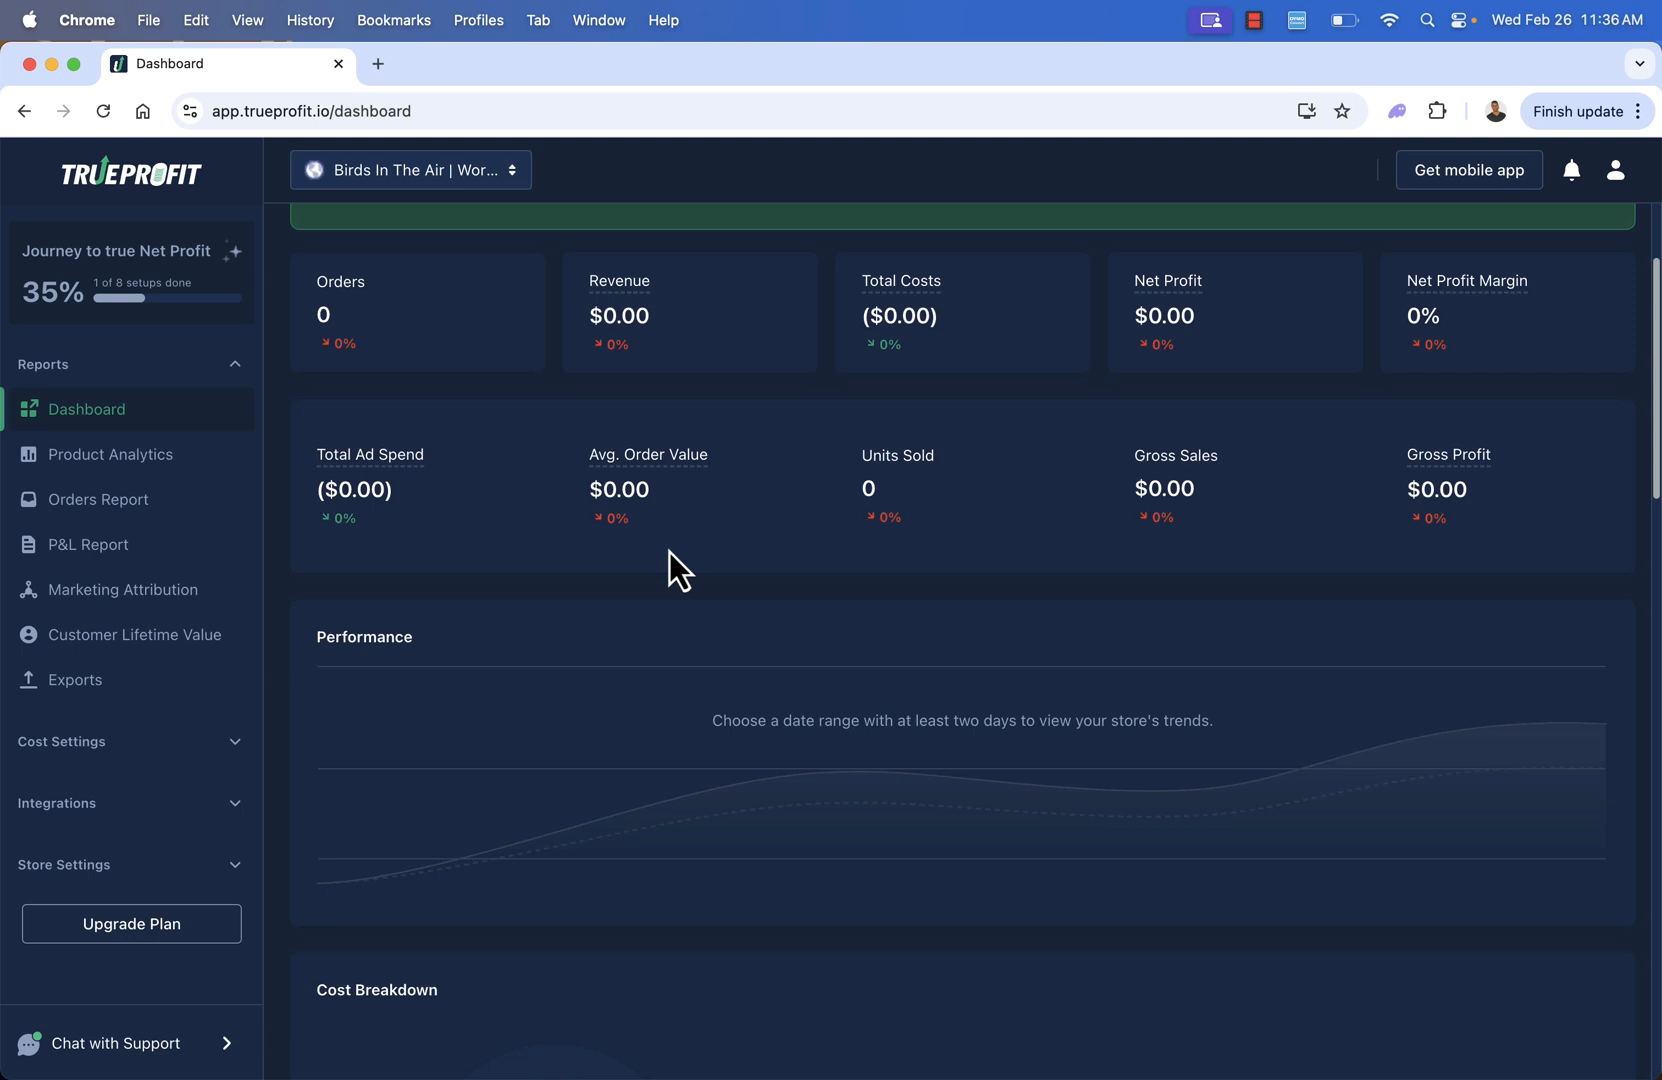 Chrome File Edit View History Bookmarks Profiles Tab Window Help
Wed Feb 26 11:36 AM
Dashboard
app.trueprofit.io/dashboard
Finish update
TRUEPROFIT
Birds In The Air | Wor...
Get mobile app
Journey to true Net Profit
35%
1 of 8 setups done
Reports
Dashboard
Product Analytics
Orders Report
P&L Report
Marketing Attribution
Customer Lifetime Value
Exports
Cost Settings
Integrations
Store Settings
Upgrade Plan
Chat with Support
Orders
0
0%
Revenue
$0.00
0%
Total Costs
($0.00)
0%
Net Profit
$0.00
0%
Net Profit Margin
0%
0%
Total Ad Spend
($0.00)
0%
Avg. Order Value
$0.00
0%
Units Sold
0
0%
Gross Sales
$0.00
0%
Gross Profit
$0.00
0%
Performance
Choose a date range with at least two days to view your store's trends.
Cost Breakdown